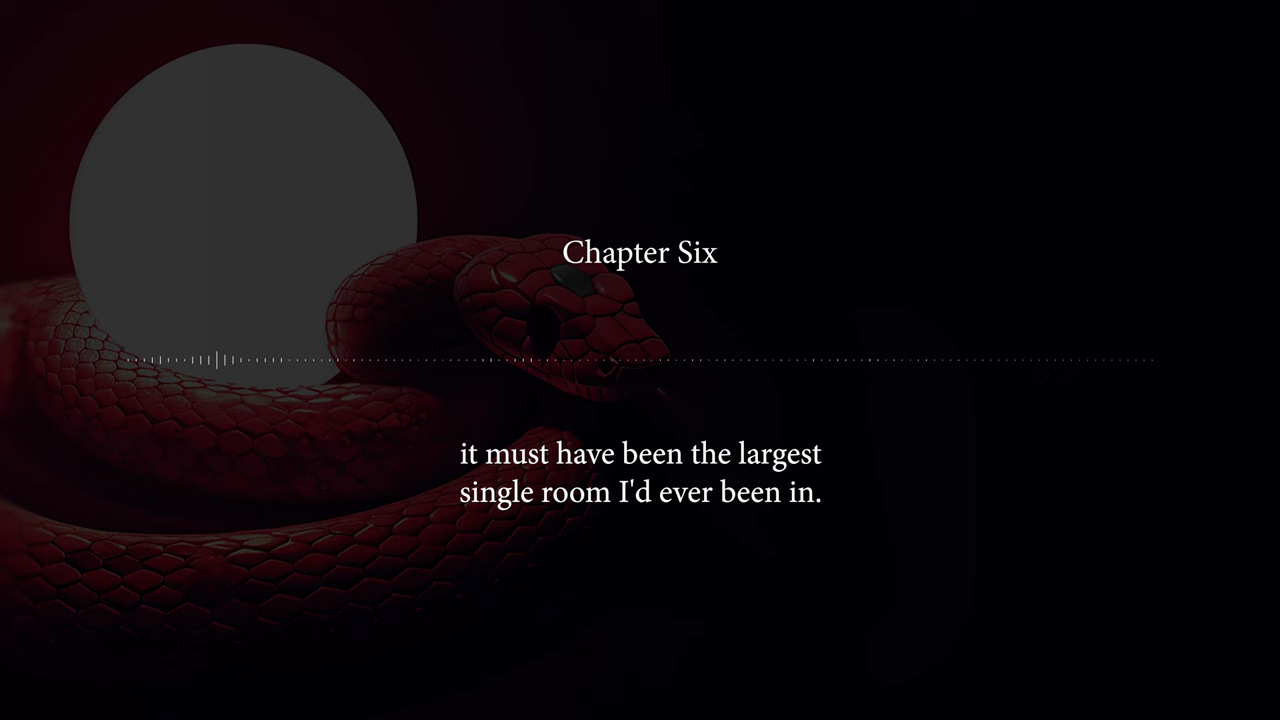 Chapter Six
it must have been the largest
single room I'd ever been in.